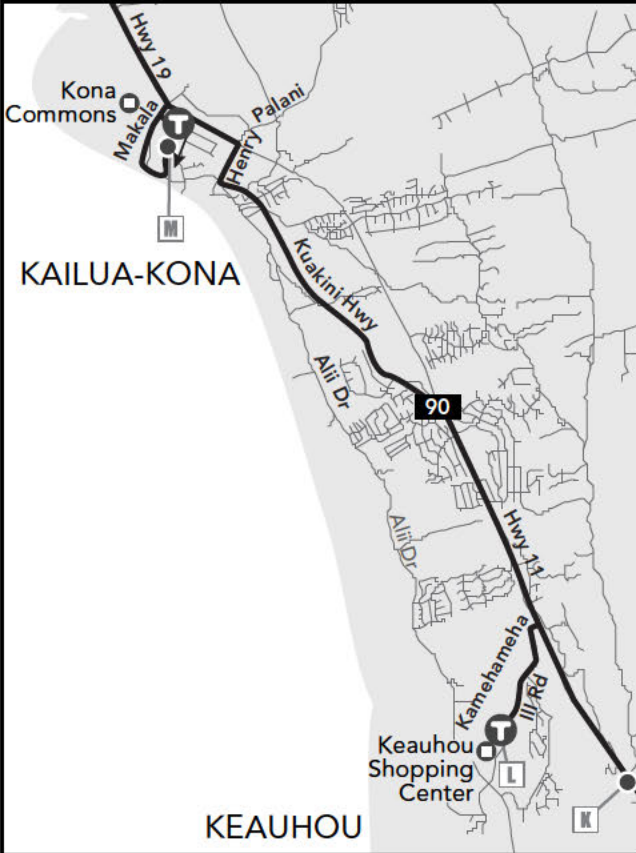 Hwy 19
Kona
Commons
Makala
T
Palani
Henry
M
KAILUA-KONA
Kuakini Hwy
Alii Dr
90
Alii Dr
Hwy 11
Kamehameha
III Rd
T
Keauhou
Shopping
Center
L
K
KEAUHOU